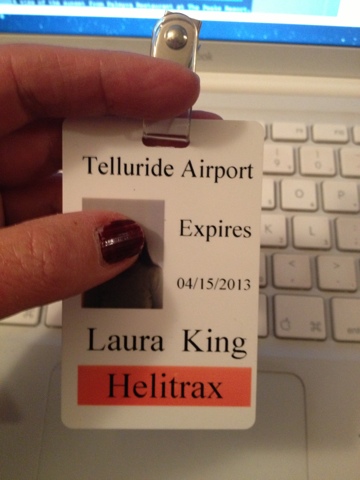 Telluride Airport
Expires
04/15/2013
Laura King
Helitrax